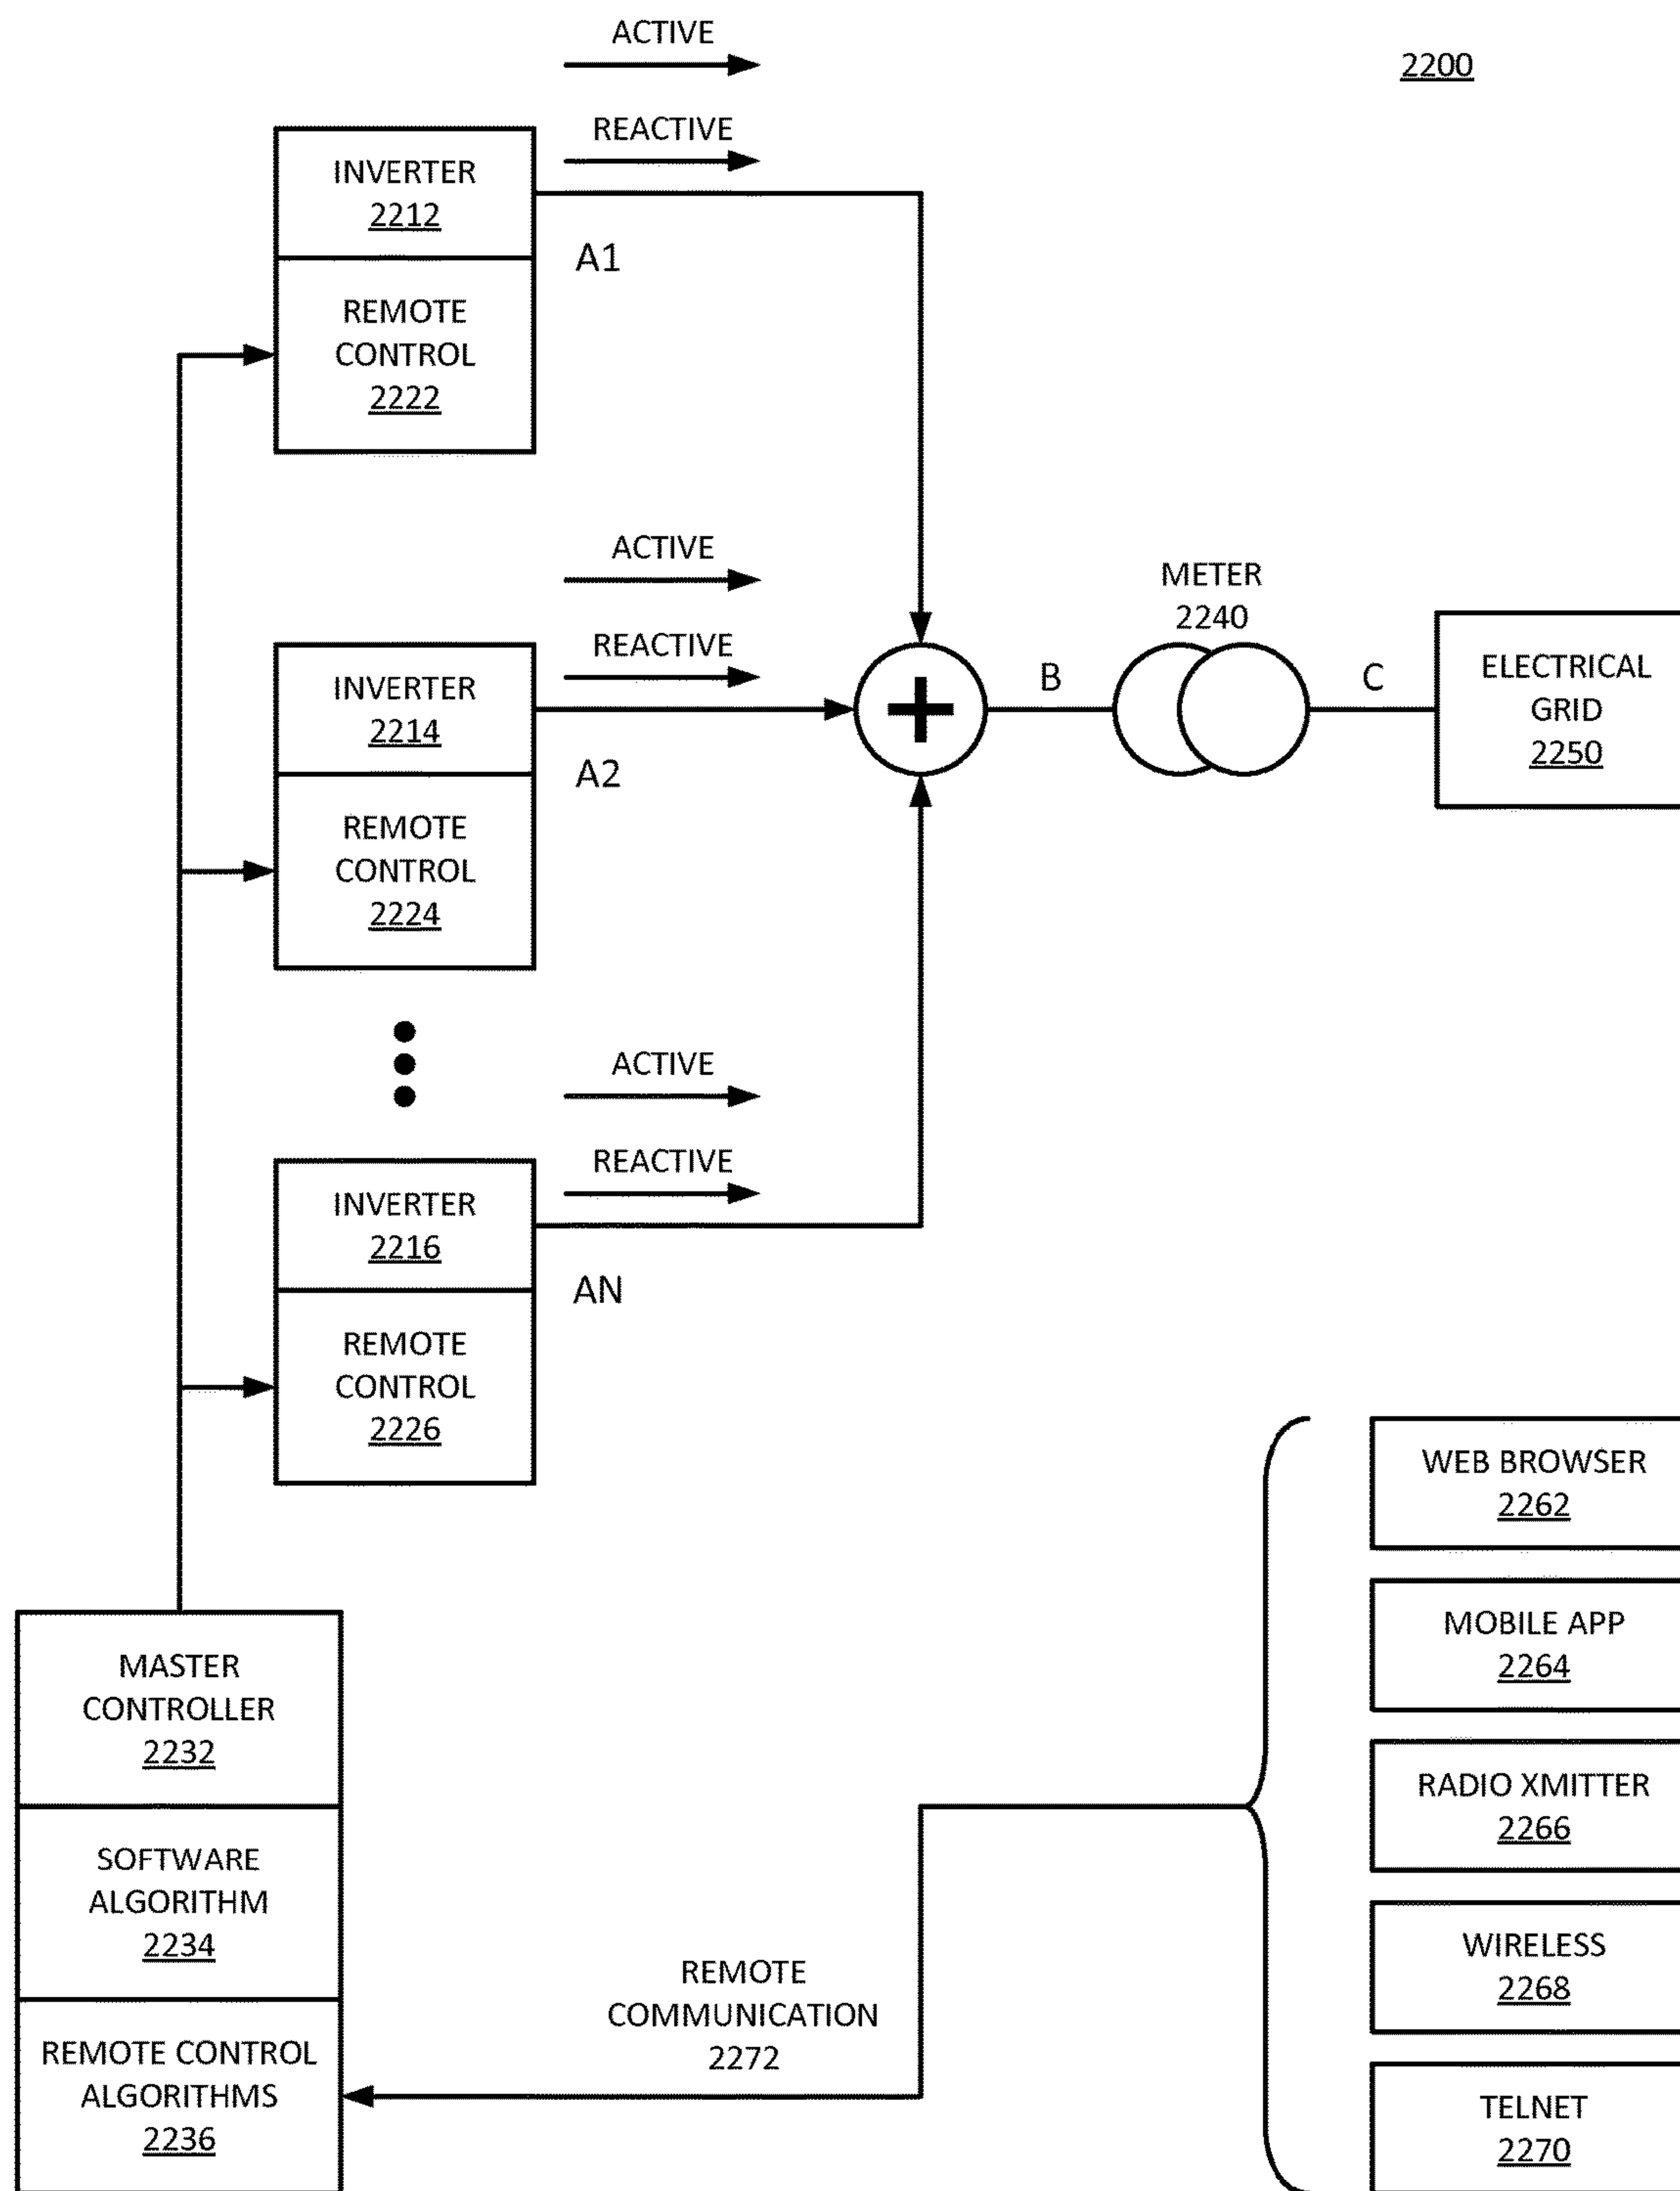 ACTIVE
2200
REACTIVE
INVERTER
2212
A1
REMOTE
CONTROL
2222
ACTIVE
REACTIVE
INVERTER
2214
A2
REMOTE
CONTROL
2224
B
METER
2240
C
ELECTRICAL
GRID
2250
ACTIVE
REACTIVE
INVERTER
2216
AN
REMOTE
CONTROL
2226
MASTER
CONTROLLER
2232
SOFTWARE
ALGORITHM
2234
REMOTE CONTROL
ALGORITHMS
2236
REMOTE
COMMUNICATION
2272
WEB BROWSER
2262
MOBILE APP
2264
RADIO XMITTER
2266
WIRELESS
2268
TELNET
2270